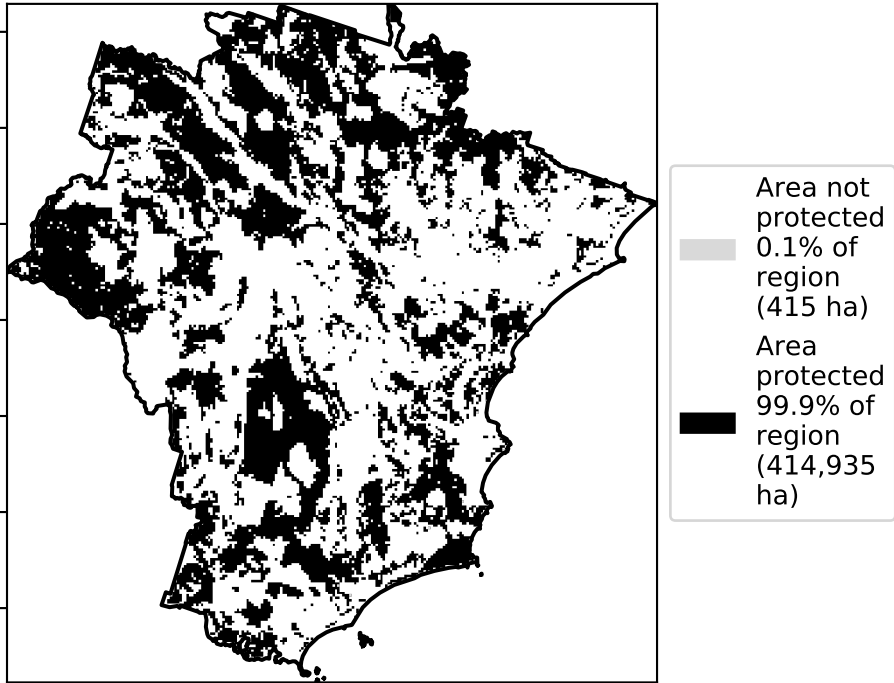 Area not
protected
0.1% of
region
(415 ha)
Area
protected
99.9% of
region
(414,935
ha)